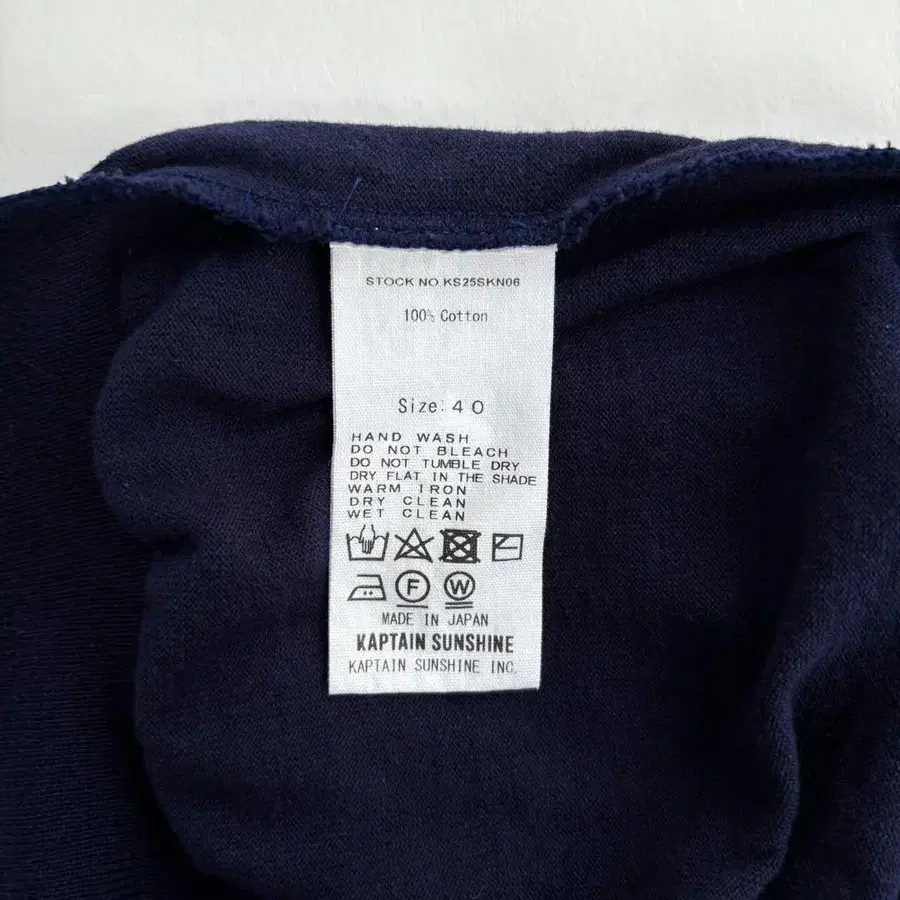 STOCK NO KS25SKN06
100% Cotton
Size: 40
HAND WASH
DO NOT BLEACH
DO NOT TUMBLE DRY
DRY FLAT IN THE SHADE
WARM IRON
DRY CLEAN
WET CLEAN
F W
MADE IN JAPAN
KAPTAIN SUNSHINE
KAPTAIN SUNSHINE INC.